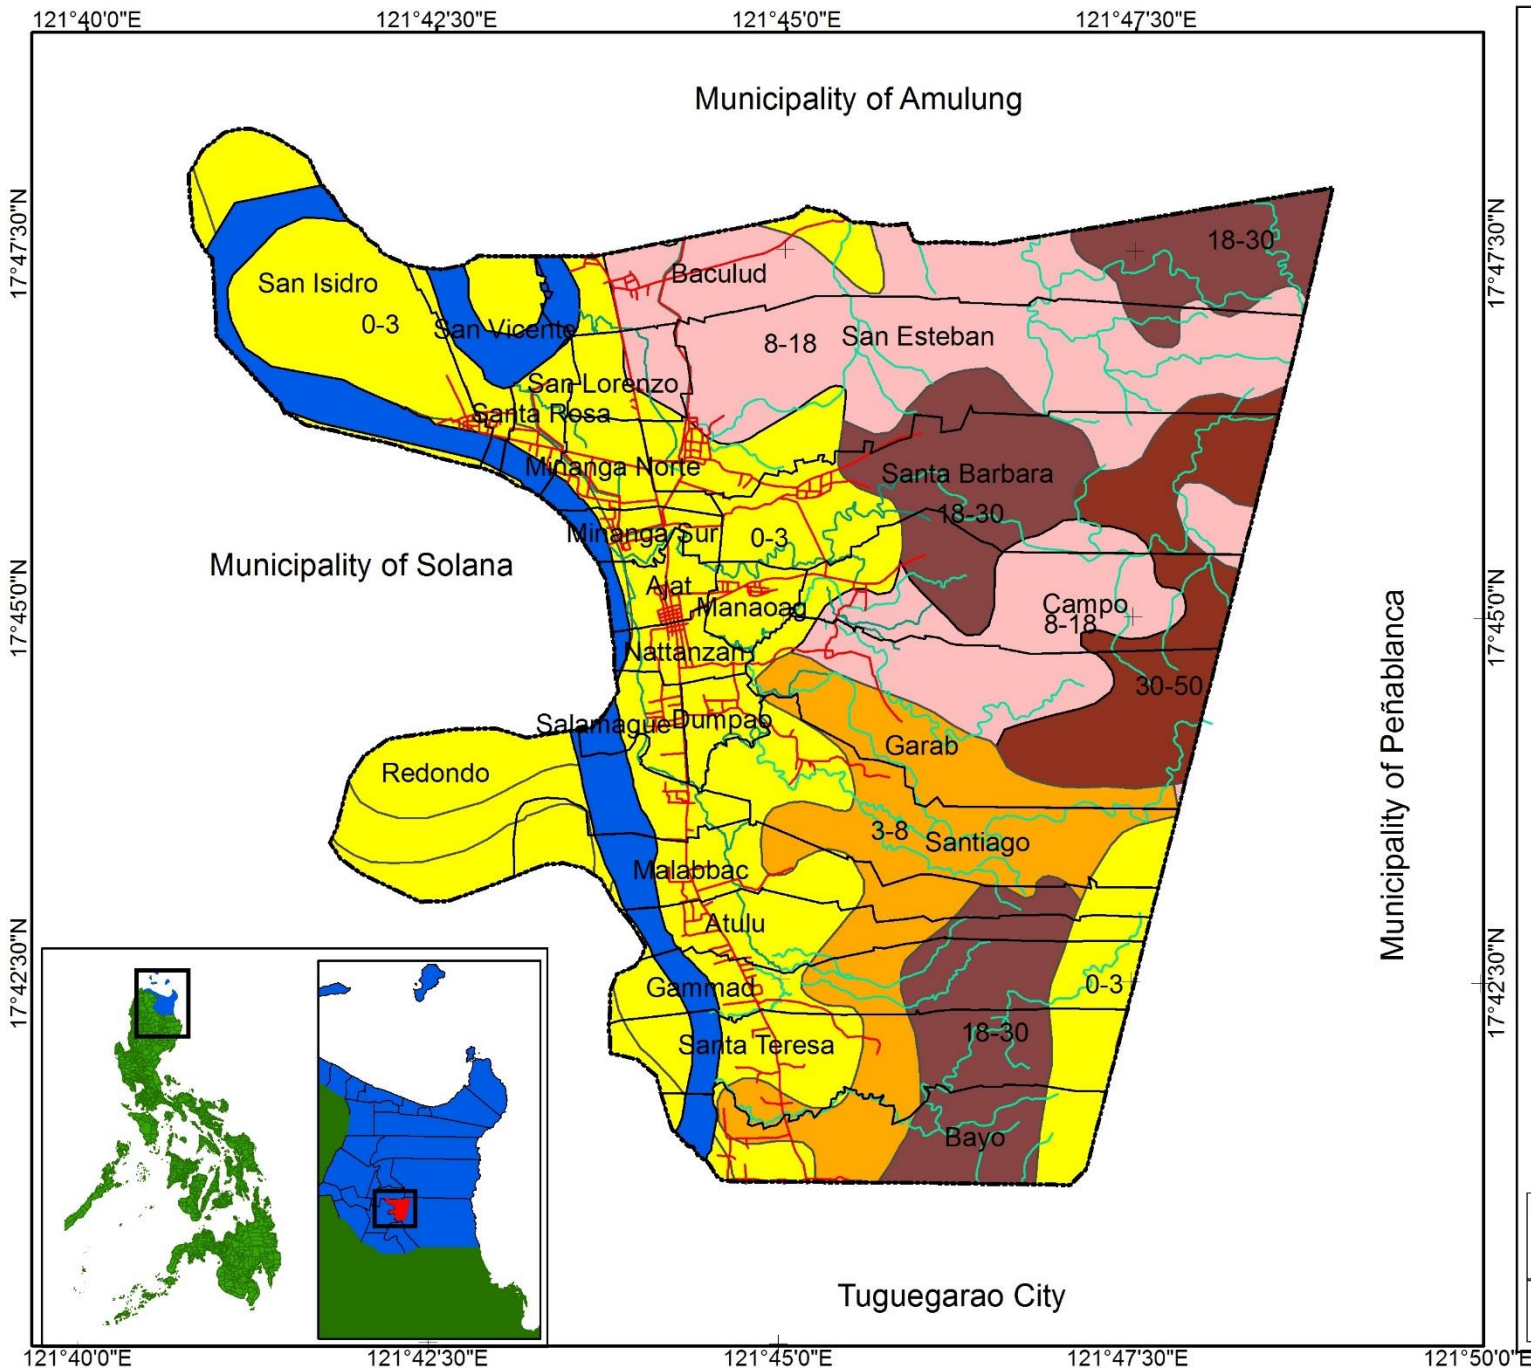 121°40'0"E
121°42'30"E
121°45'0"E
121°47'30"E
Municipality of Amulung
17°47'30"N
17°47'30"N
18-30
Baculud
San Isidro
0-3
San Vicente
8-18
San Esteban
San Lorenzo
Santa Rosa
Minanga Norte
Santa Barbara
18-30
Minanga Sur
0-3
Municipality of Solana
Ajat
Manaoag
Campo
8-18
17°45'0"N
17°45'0"N
Nattanzan
30-50
Salamague
Dumpao
Garab
Redondo
Municipality of Peñablanca
3-8
Santiago
Malabbac
Atulu
17°42'30"N
17°42'30"N
Gammad
0-3
18-30
Santa Teresa
Bayo
Tuguegarao City
121°40'0"E
121°42'30"E
121°45'0"E
121°47'30"E
121°50'0"E